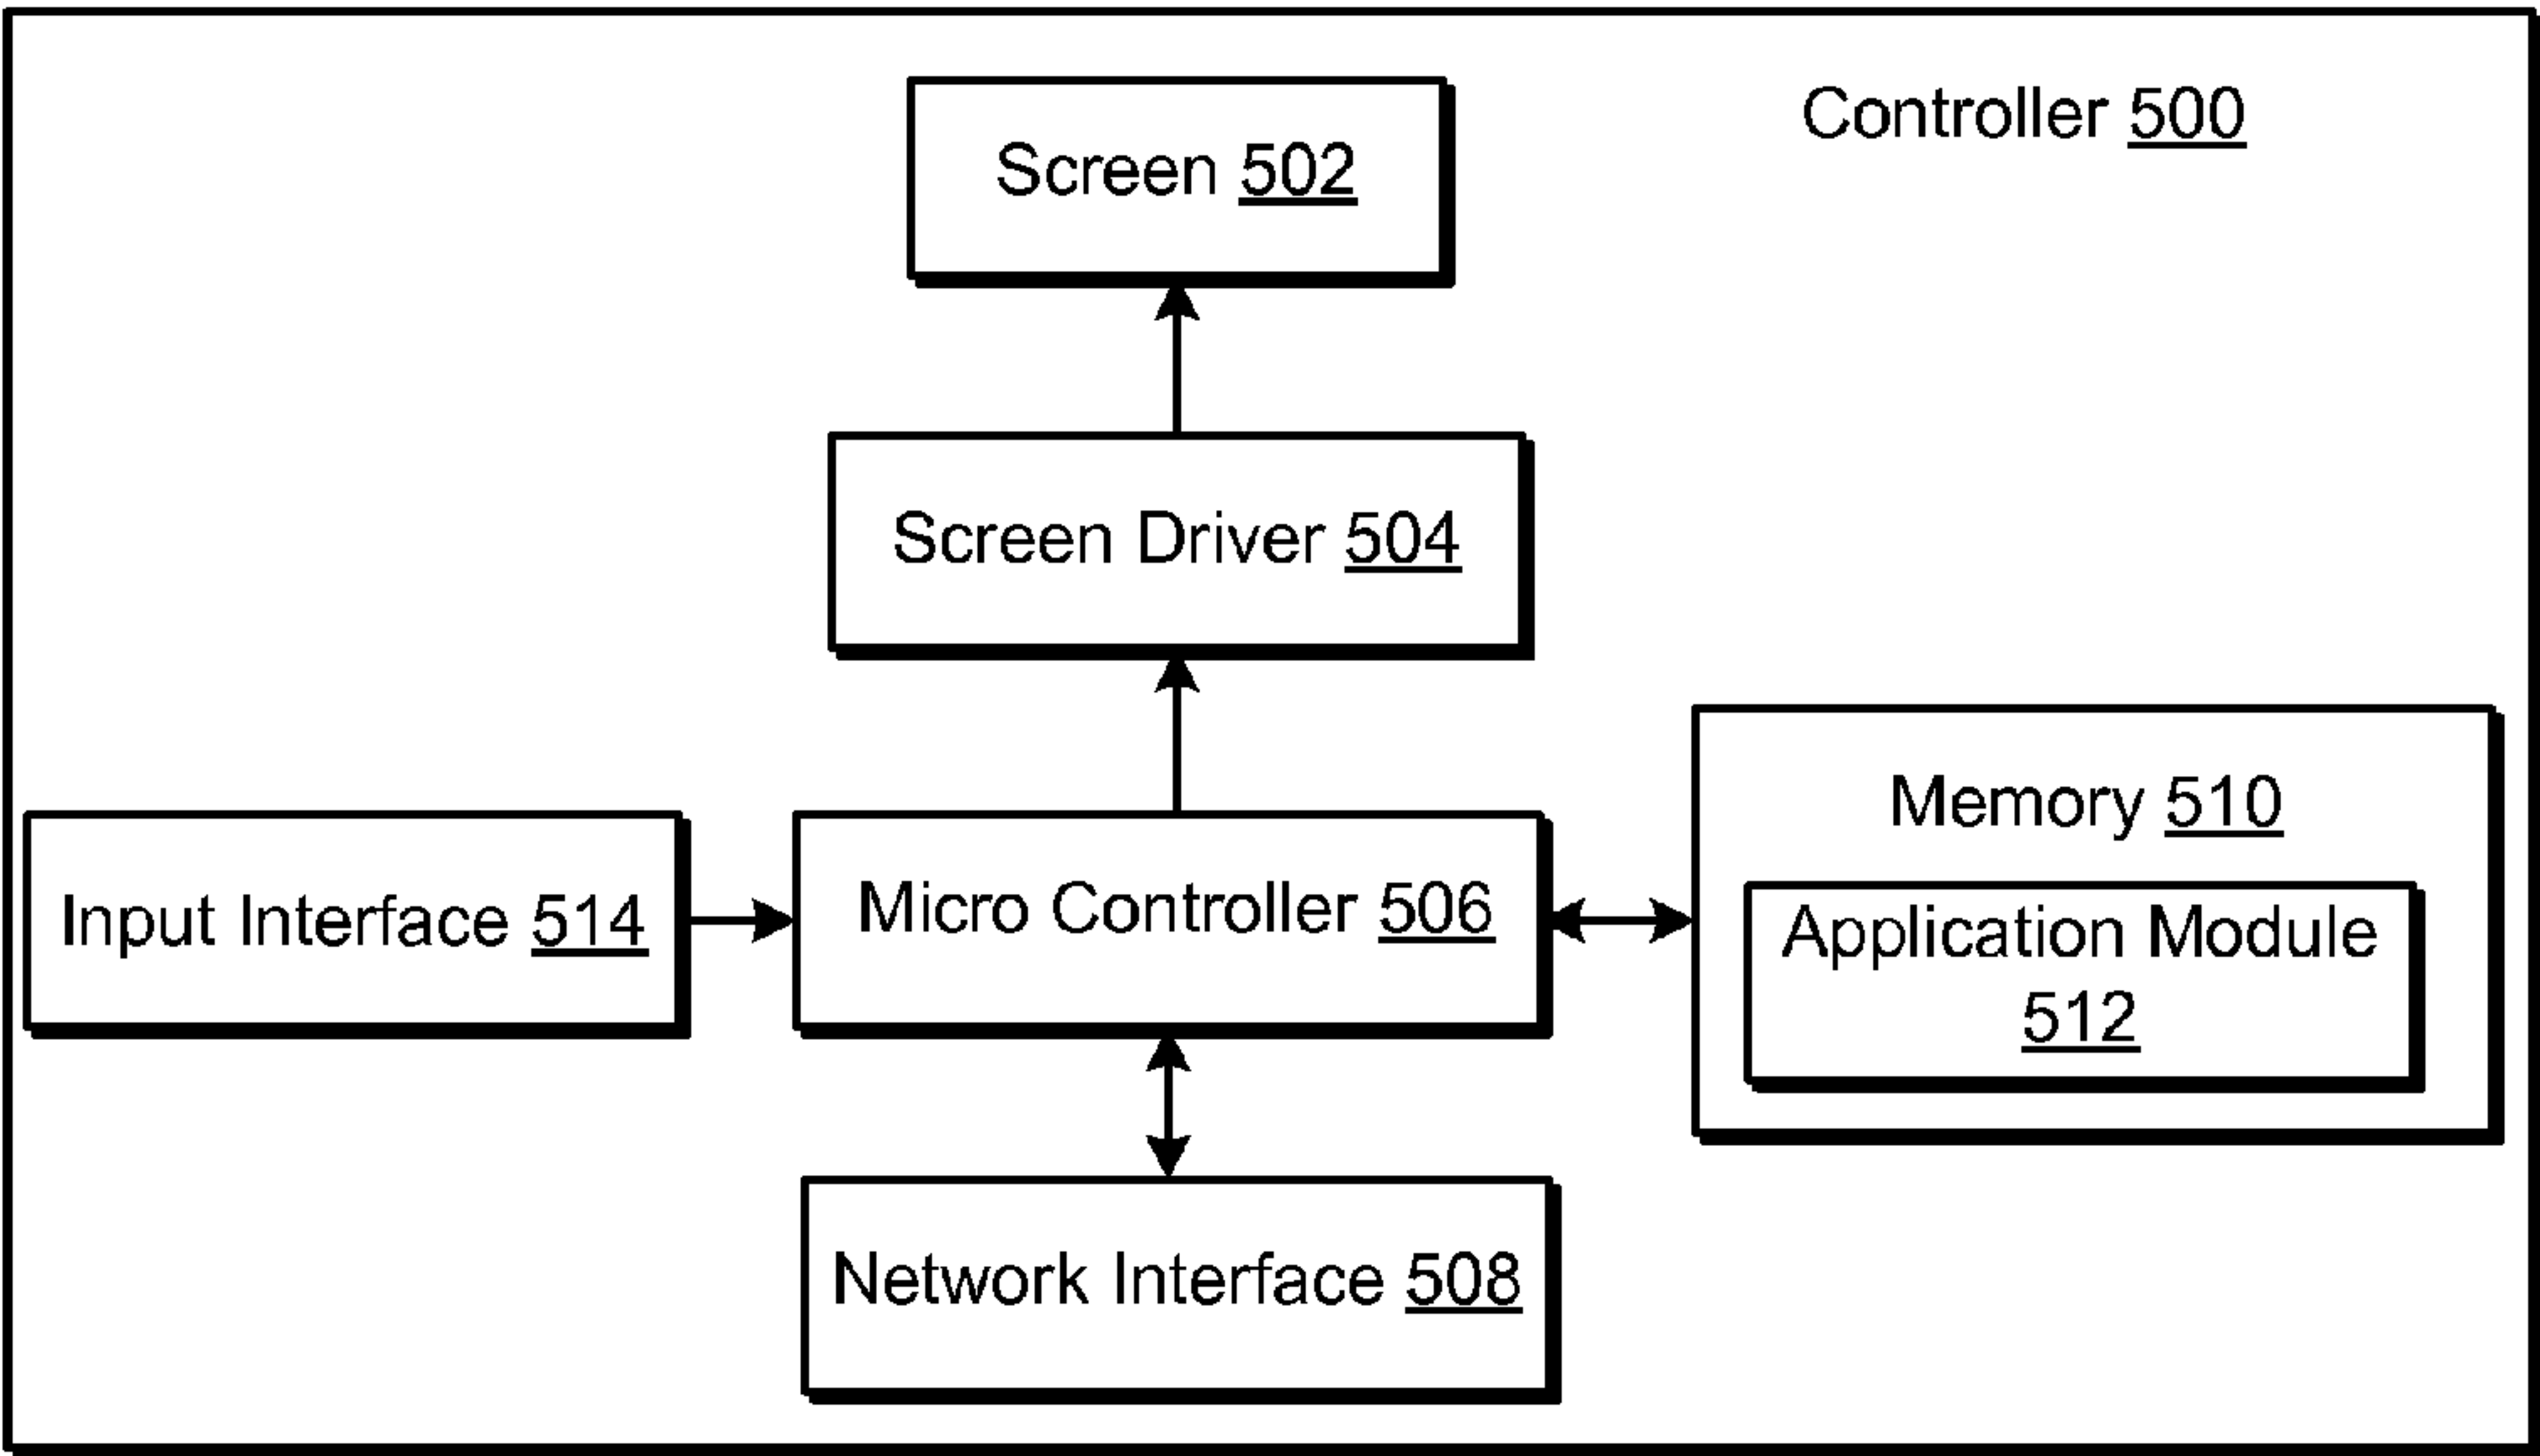 Controller 500
Screen 502
Screen Driver 504
Memory 510
Input Interface 514
Micro Controller 506
Application Module
512
Network Interface 508